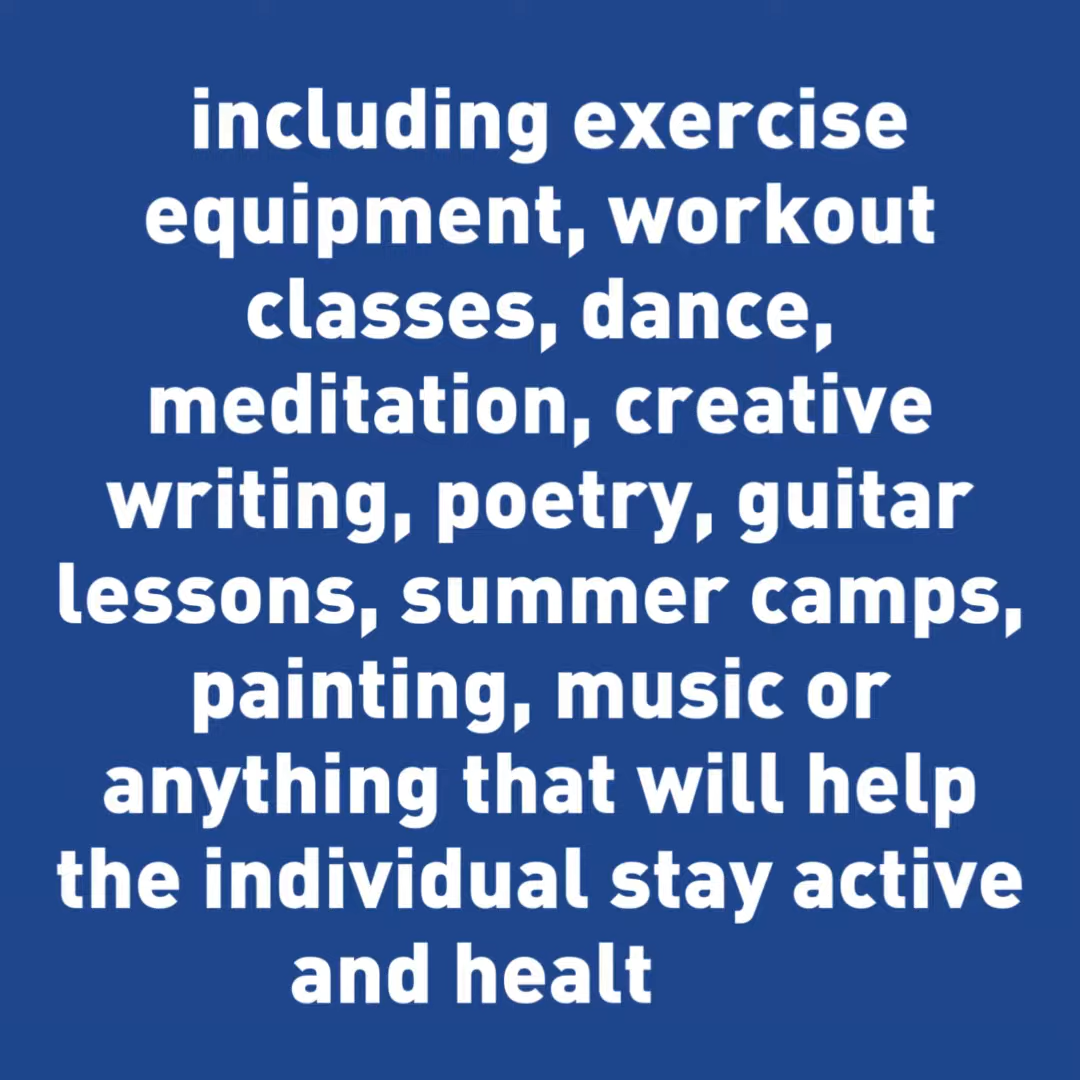 including exercise
equipment, workout
classes, dance,
meditation, creative
writing, poetry, guitar
lessons, summer camps,
painting, music or
anything that will help
the individual stay active
and healt